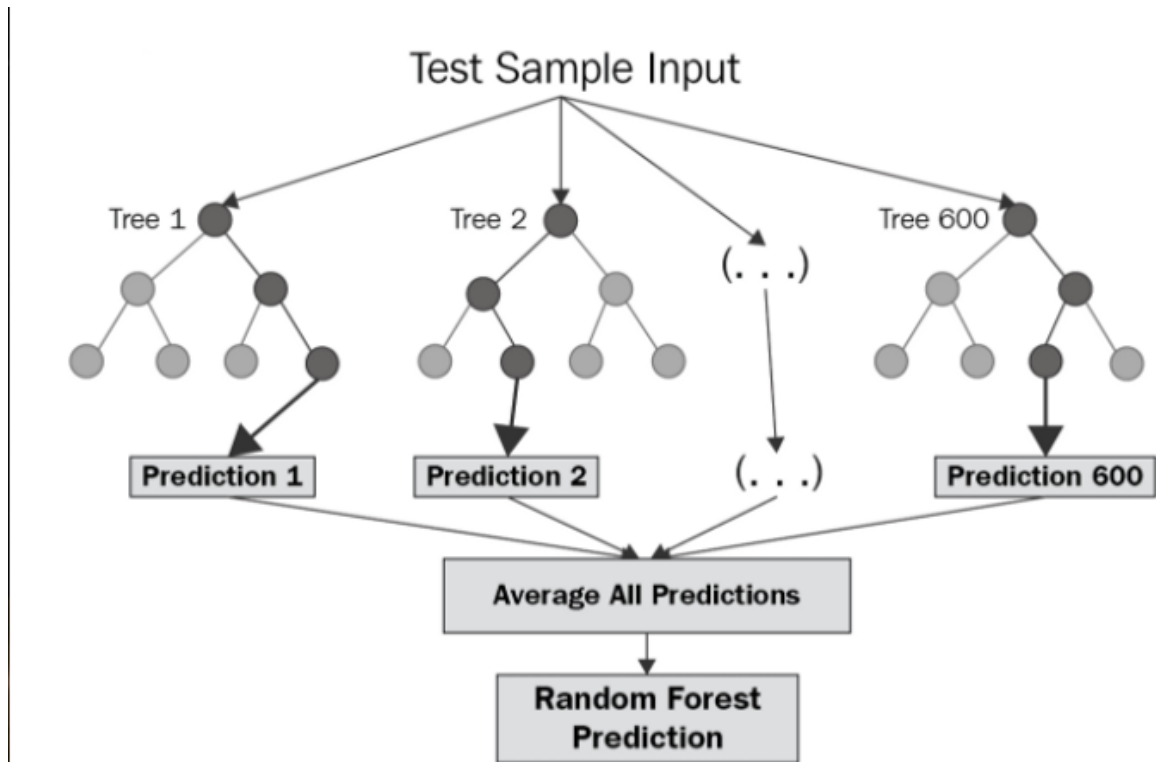 Test Sample Input
Tree 1
Tree 2
Tree 600
(. . .)
Prediction 1
Prediction 2
(. . .)
Prediction 600
Average All Predictions
Random Forest
Prediction